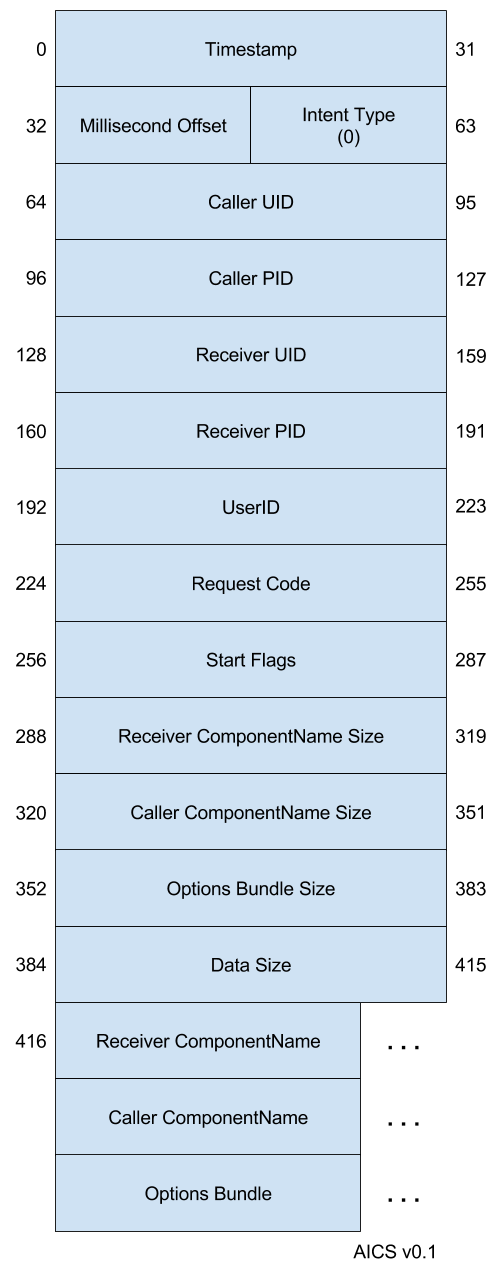 0 Timestamp 31
32 Millisecond Offset Intent Type (0) 63
64 Caller UID 95
96 Caller PID 127
128 Receiver UID 159
160 Receiver PID 191
192 UserID 223
224 Request Code 255
256 Start Flags 287
288 Receiver ComponentName Size 319
320 Caller ComponentName Size 351
352 Options Bundle Size 383
384 Data Size 415
416 Receiver ComponentName ...
Caller ComponentName ...
Options Bundle ...
AICS v0.1